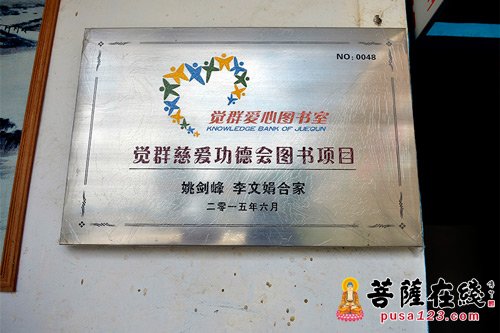 NO:0048
觉群爱心图书室
KNOWLEDGE BANK OF JUEQUN
觉群慈爱功德会图书项目
姚剑峰 李文娟合家
二零一五年六月
菩薩在綫
pusa123.com